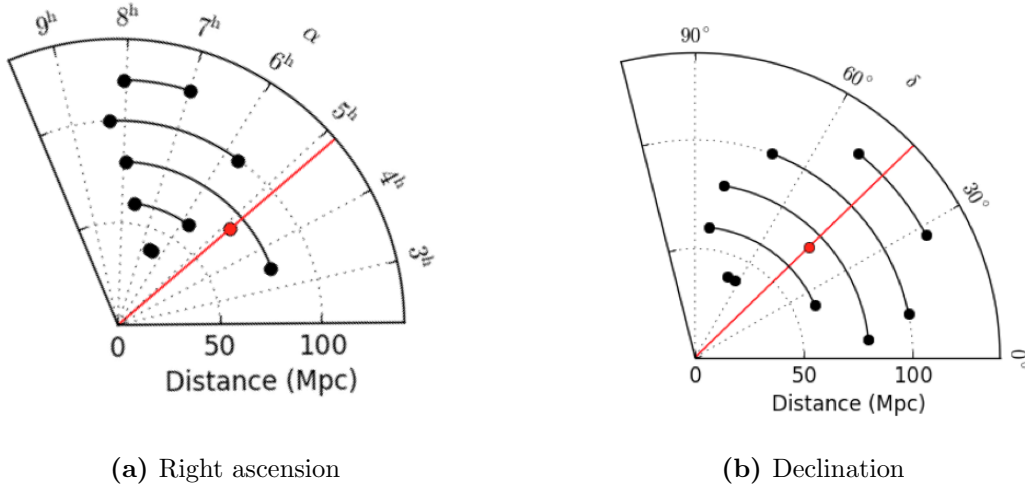 9ʰ 8ʰ 7ʰ α 6ʰ 5ʰ 4ʰ 3ʰ
0 50 100
Distance (Mpc)
(a) Right ascension
90° 60° δ 30° 0°
0 50 100
Distance (Mpc)
(b) Declination